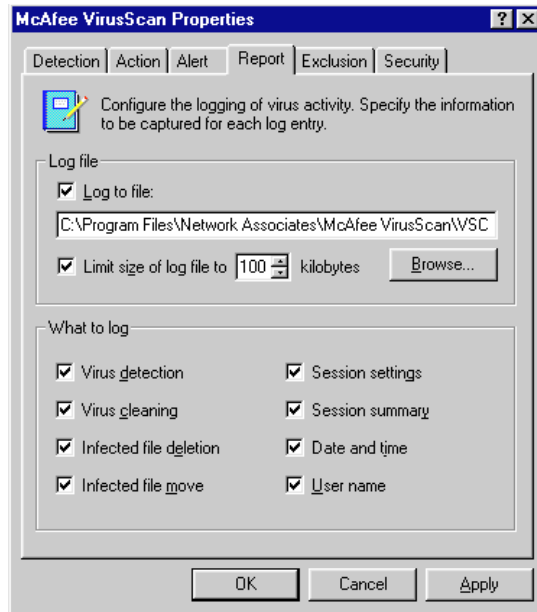 McAfee VirusScan Properties
Detection Action Alert Report Exclusion Security
Configure the logging of virus activity. Specify the information
to be captured for each log entry.
Log file
Log to file:
C:\Program Files\Network Associates\McAfee VirusScan\VSC
Limit size of log file to 100 kilobytes Browse...
What to log
Virus detection Session settings
Virus cleaning Session summary
Infected file deletion Date and time
Infected file move User name
OK Cancel Apply